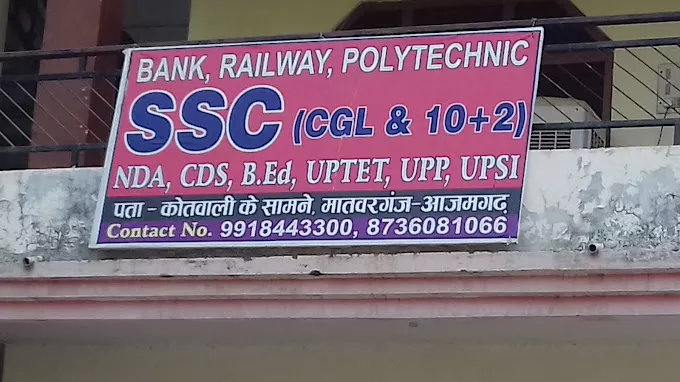 BANK, RAILWAY, POLYTECHNIC
SSC (CGL & 10+2)
NDA, CDS, B.Ed, UPTET, UPP, UPSI
पता - कोतवाली के सामने, मातवरगंज-आजमगढ़
Contact No. 9918443300, 8736081066